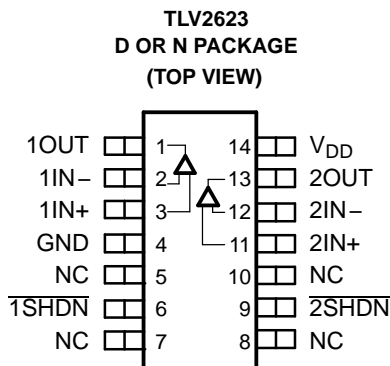 TLV2623
D OR N PACKAGE
(TOP VIEW)
1OUT 1 14 VDD
1IN− 2 13 2OUT
1IN+ 3 12 2IN−
GND 4 11 2IN+
NC 5 10 NC
1SHDN 6 9 2SHDN
NC 7 8 NC